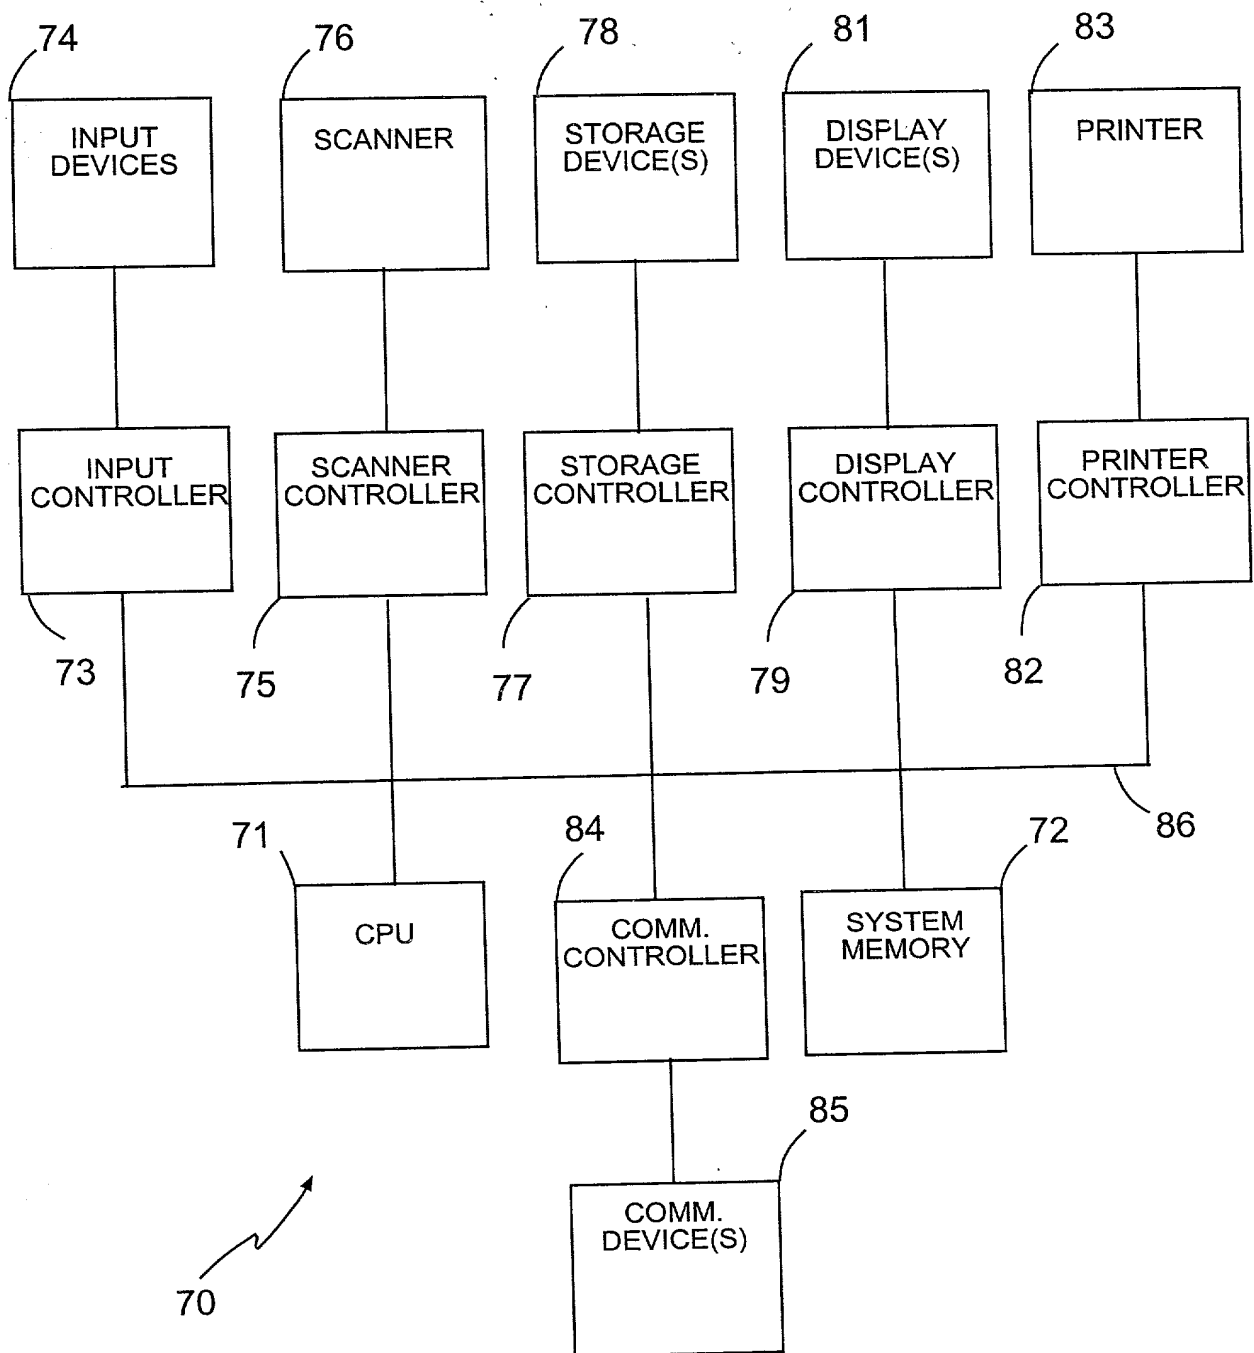 74
76
78
81
83
INPUT
DEVICES
SCANNER
STORAGE
DEVICE(S)
DISPLAY
DEVICE(S)
PRINTER
INPUT
CONTROLLER
SCANNER
CONTROLLER
STORAGE
CONTROLLER
DISPLAY
CONTROLLER
PRINTER
CONTROLLER
73
75
77
79
82
86
71
84
72
CPU
COMM.
CONTROLLER
SYSTEM
MEMORY
85
COMM.
DEVICE(S)
70